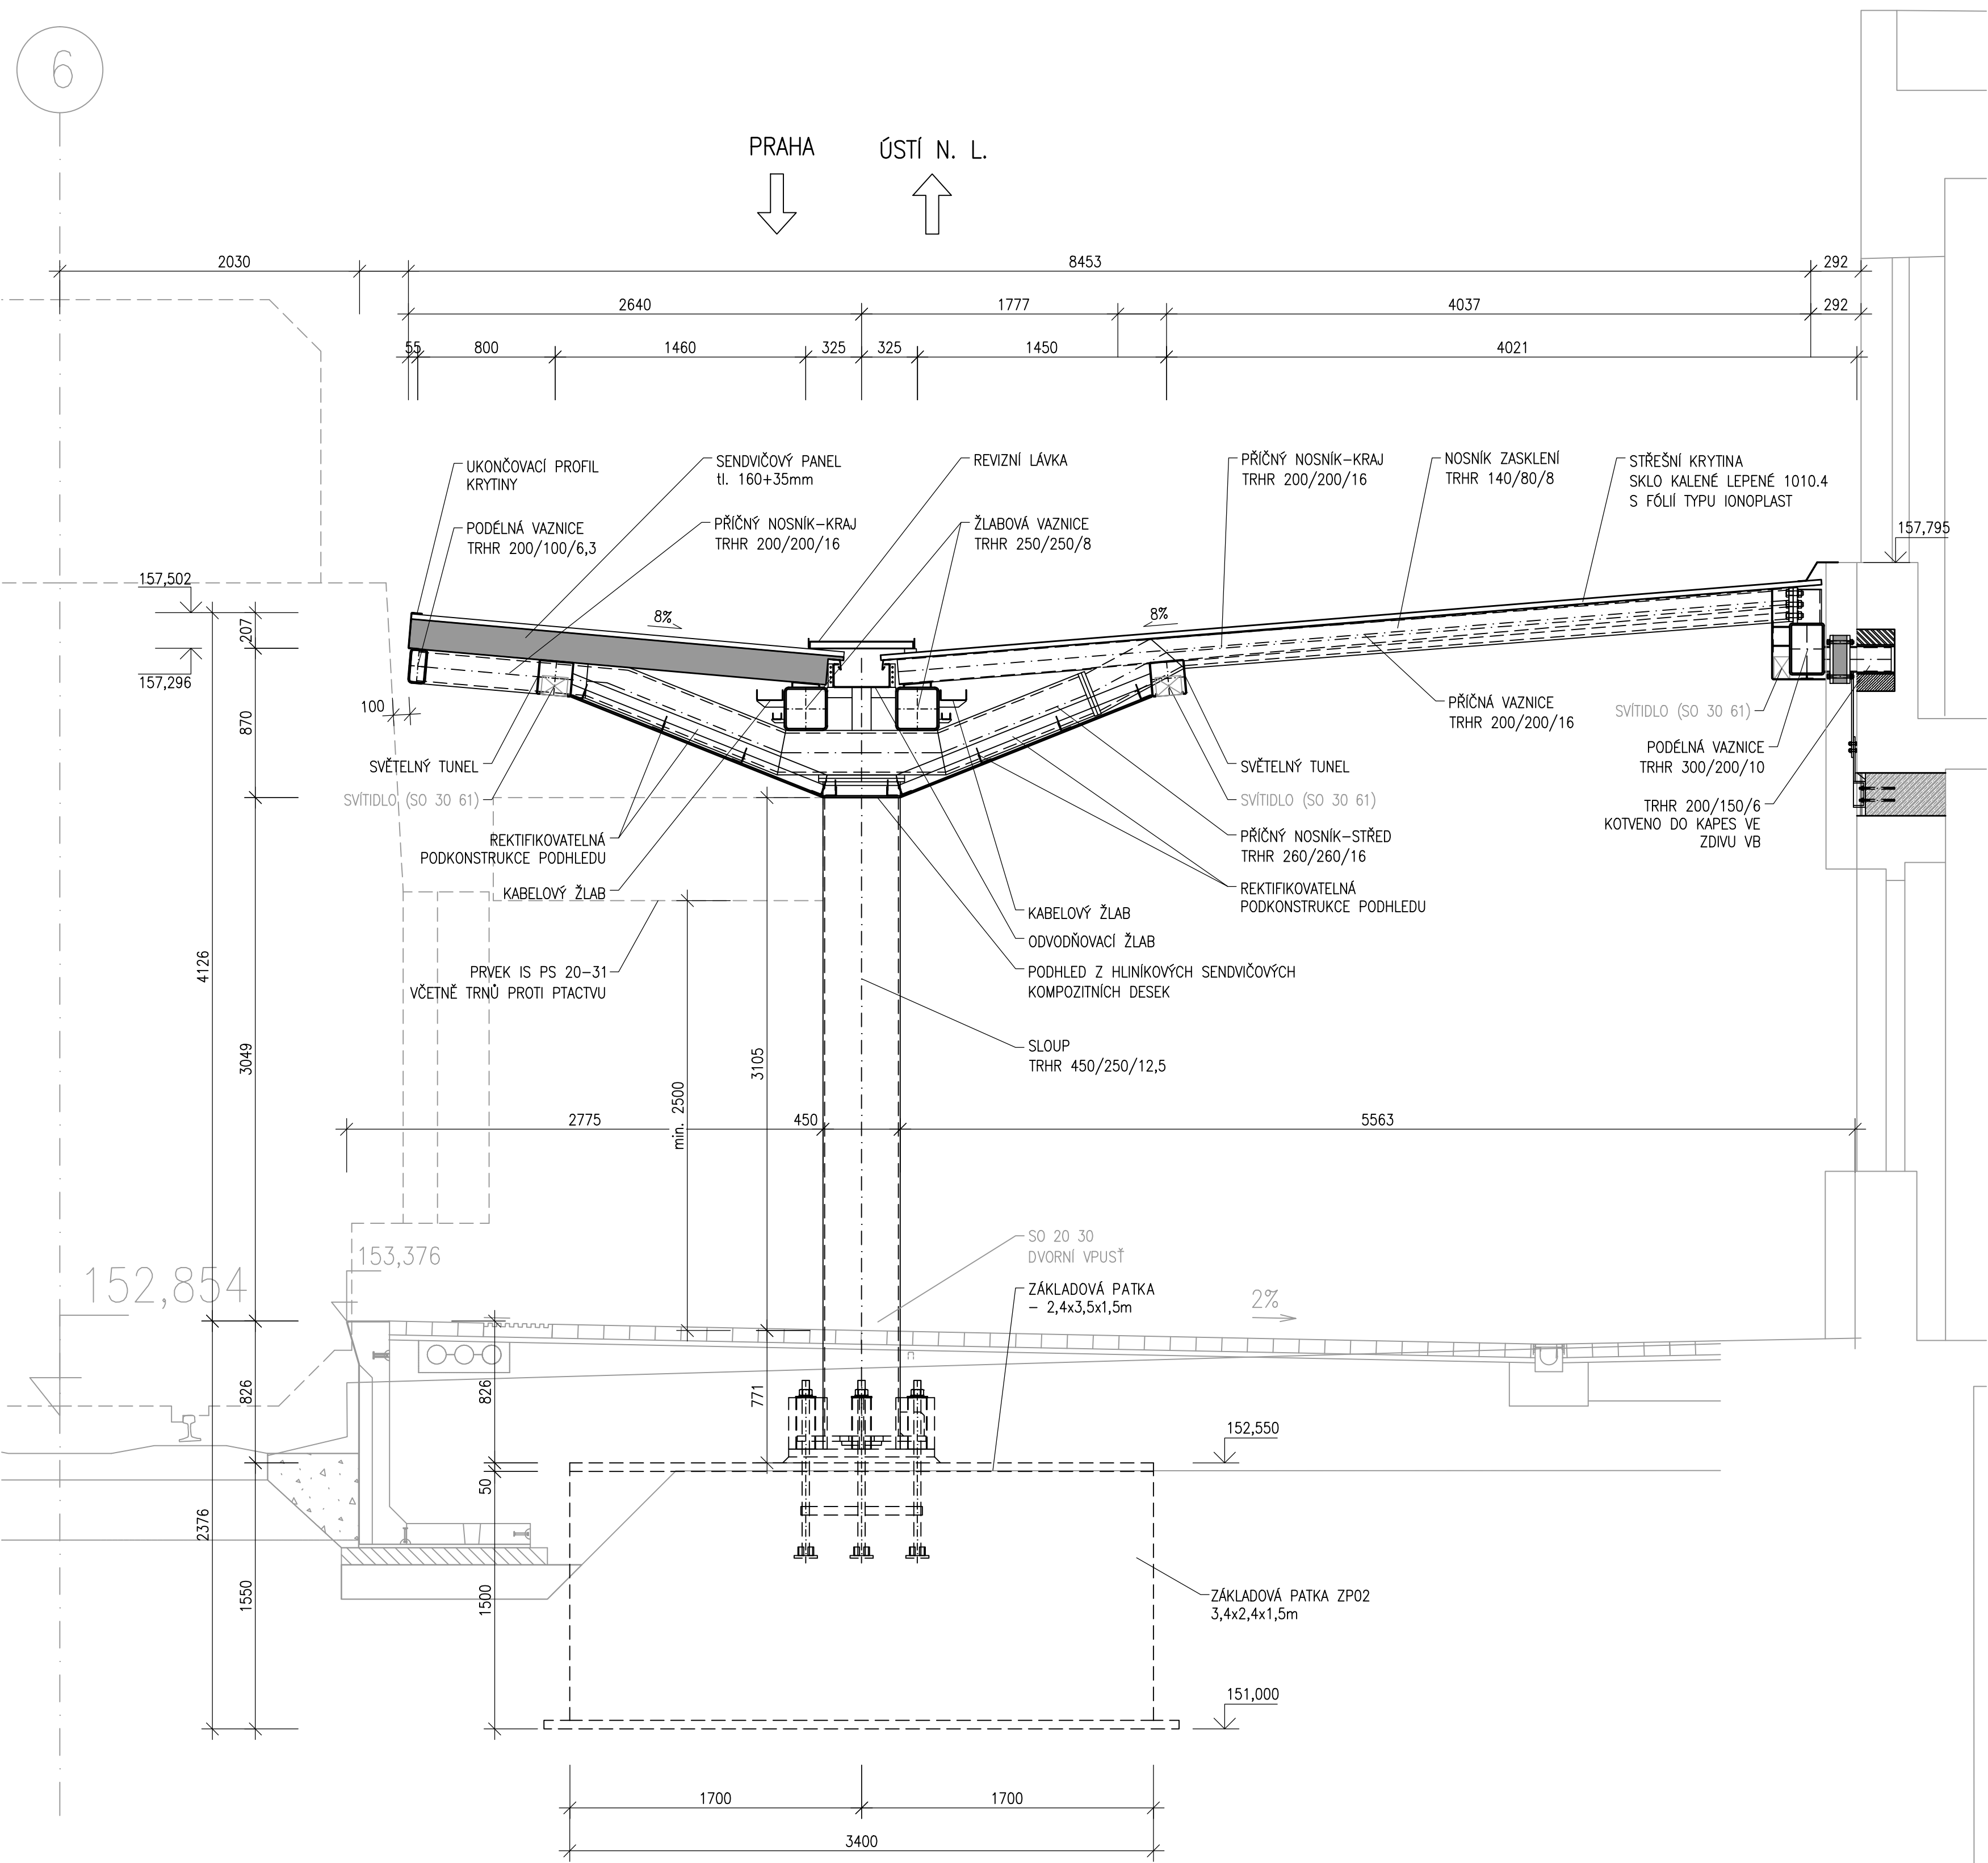 6
PRAHA
ÚSTÍ N. L.
2030
8453
292
2640
1777
4037
292
55
800
1460
325
325
1450
4021
UKONČOVACÍ PROFIL
KRYTINY
SENDVIČOVÝ PANEL
tl. 160+35mm
REVIZNÍ LÁVKA
PŘÍČNÝ NOSNÍK-KRAJ
TRHR 200/200/16
NOSNÍK ZASKLENÍ
TRHR 140/80/8
STŘEŠNÍ KRYTINA
SKLO KALENÉ LEPENÉ 1010.4
S FÓLIÍ TYPU IONOPLAST
PODÉLNÁ VAZNICE
TRHR 200/100/6,3
PŘÍČNÝ NOSNÍK-KRAJ
TRHR 200/200/16
ŽLABOVÁ VAZNICE
TRHR 250/250/8
157,795
157,502
207
8%
8%
157,296
100
870
PŘÍČNÁ VAZNICE
TRHR 200/200/16
SVÍTIDLO (SO 30 61)
PODÉLNÁ VAZNICE
TRHR 300/200/10
TRHR 200/150/6
KOTVENO DO KAPES VE
ZDIVU VB
SVĚTELNÝ TUNEL
SVÍTIDLO (SO 30 61)
SVĚTELNÝ TUNEL
SVÍTIDLO (SO 30 61)
REKTIFIKOVATELNÁ
PODKONSTRUKCE PODHLEDU
PŘÍČNÝ NOSNÍK-STŘED
TRHR 260/260/16
KABELOVÝ ŽLAB
REKTIFIKOVATELNÁ
PODKONSTRUKCE PODHLEDU
KABELOVÝ ŽLAB
ODVODŇOVACÍ ŽLAB
PRVEK IS PS 20-31
VČETNĚ TRNŮ PROTI PTACTVU
PODHLED Z HLINÍKOVÝCH SENDVIČOVÝCH
KOMPOZITNÍCH DESEK
4126
3049
3105
min. 2500
SLOUP
TRHR 450/250/12,5
2775
450
5563
SO 20 30
DVORNÍ VPUSŤ
153,376
152,854
ZÁKLADOVÁ PATKA
- 2,4x3,5x1,5m
2%
826
826
771
152,550
50
2376
1550
1500
ZÁKLADOVÁ PATKA ZP02
3,4x2,4x1,5m
151,000
1700
1700
3400